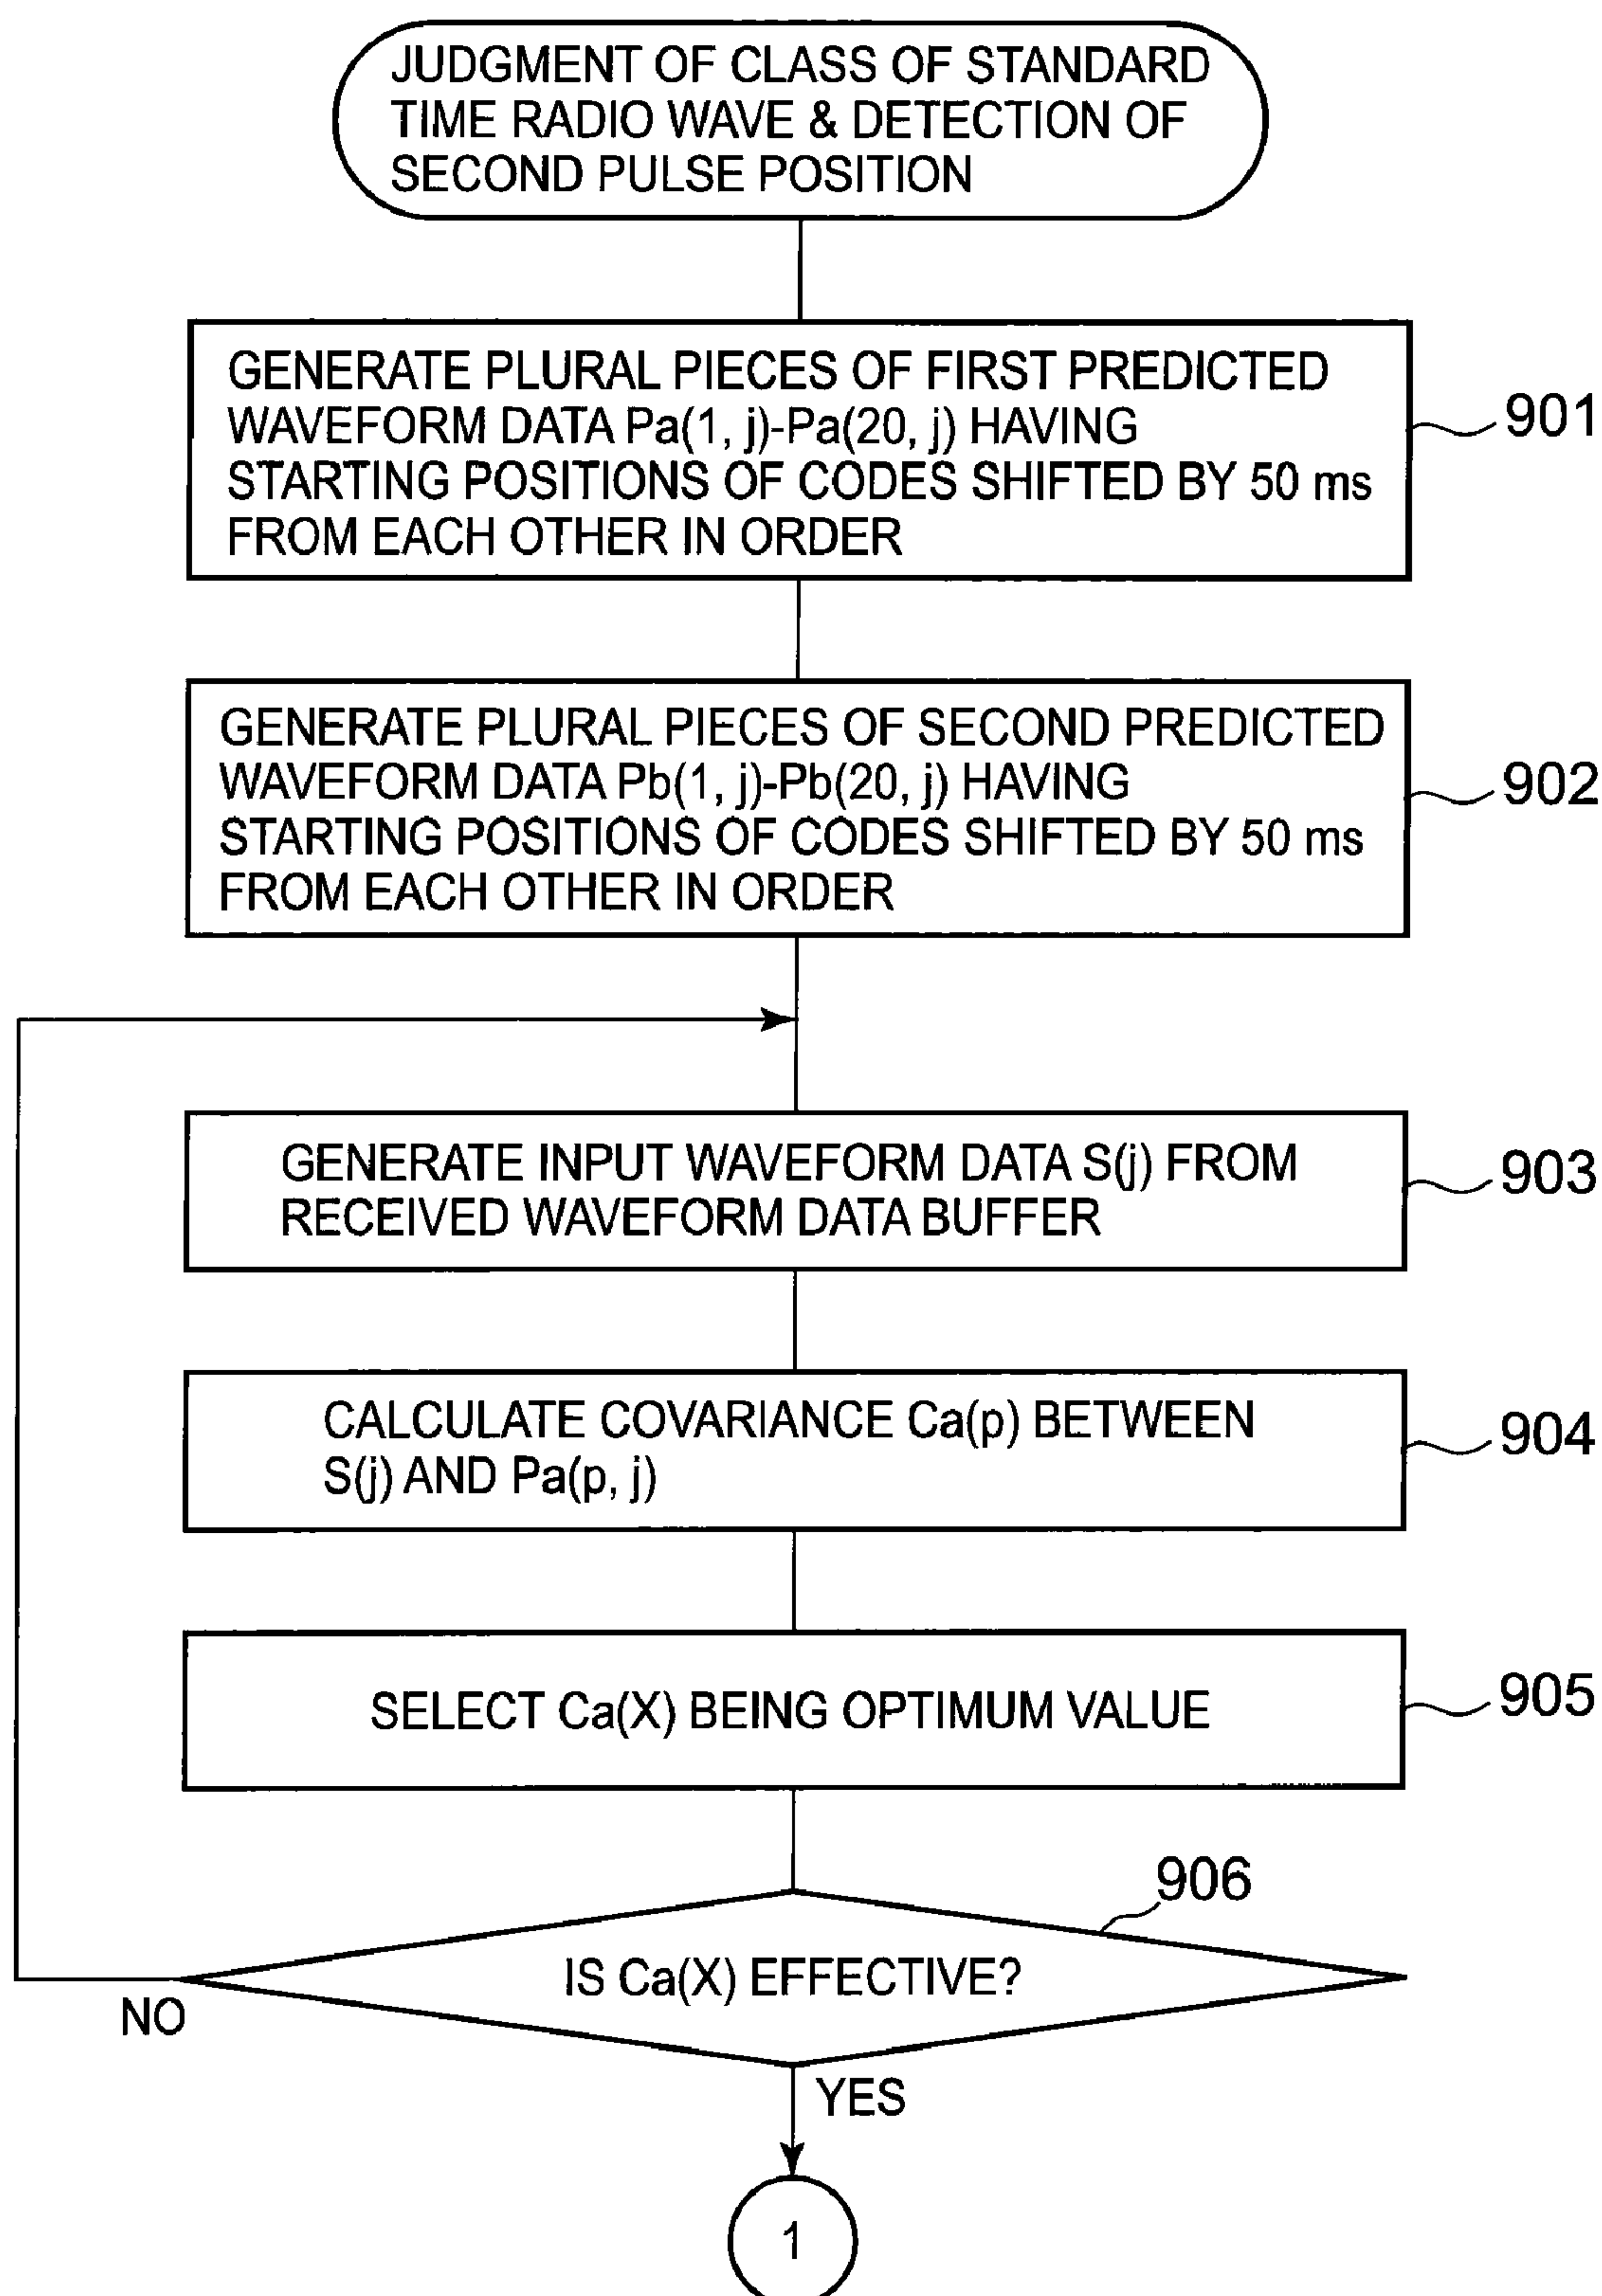 JUDGMENT OF CLASS OF STANDARD
TIME RADIO WAVE & DETECTION OF
SECOND PULSE POSITION
GENERATE PLURAL PIECES OF FIRST PREDICTED
WAVEFORM DATA Pa(1, j)-Pa(20, j) HAVING
STARTING POSITIONS OF CODES SHIFTED BY 50 ms
FROM EACH OTHER IN ORDER
901
GENERATE PLURAL PIECES OF SECOND PREDICTED
WAVEFORM DATA Pb(1, j)-Pb(20, j) HAVING
STARTING POSITIONS OF CODES SHIFTED BY 50 ms
FROM EACH OTHER IN ORDER
902
GENERATE INPUT WAVEFORM DATA S(j) FROM
RECEIVED WAVEFORM DATA BUFFER
903
CALCULATE COVARIANCE Ca(p) BETWEEN
S(j) AND Pa(p, j)
904
SELECT Ca(X) BEING OPTIMUM VALUE
905
906
IS Ca(X) EFFECTIVE?
NO
YES
1